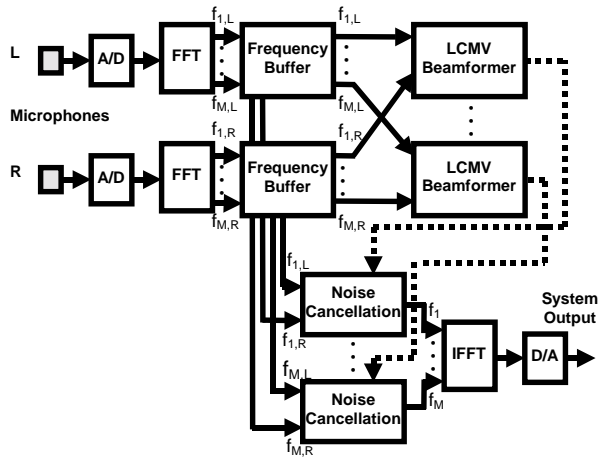 L
Microphones
R
A/D
FFT
f1,L
fM,L
Frequency
Buffer
f1,L
fM,L
LCMV
Beamformer
A/D
FFT
f1,R
fM,R
Frequency
Buffer
f1,R
fM,R
LCMV
Beamformer
f1,L
f1,R
Noise
Cancellation
f1
fM,L
fM,R
Noise
Cancellation
fM
IFFT
D/A
System
Output